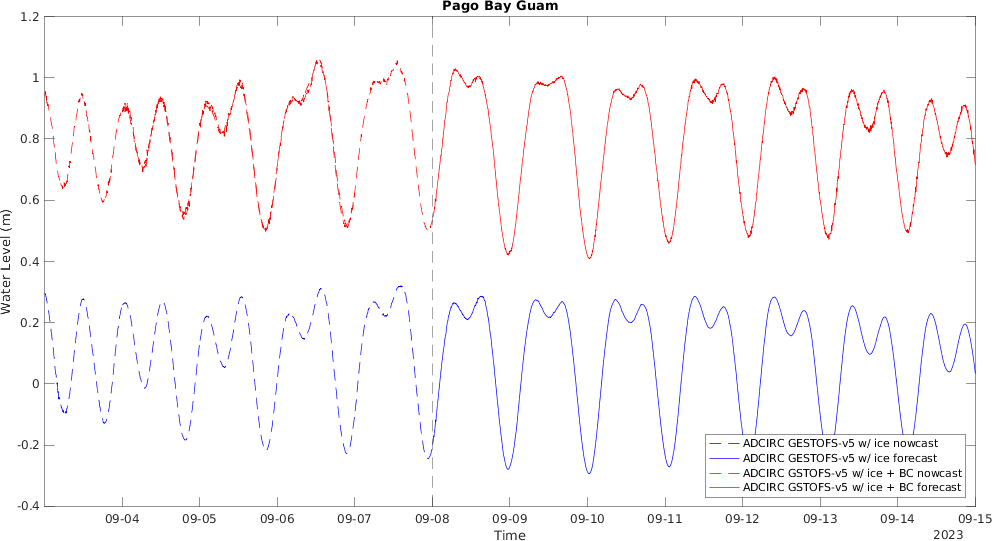 Pago Bay Guam
1.2
1
0.8
0.6
0.4
0.2
0
-0.2
-0.4
Water Level (m)
ADCIRC GESTOFS-v5 w/ ice nowcast
ADCIRC GESTOFS-v5 w/ ice forecast
ADCIRC GSTOFS-v5 w/ ice + BC nowcast
ADCIRC GSTOFS-v5 w/ ice + BC forecast
09-04 09-05 09-06 09-07 09-08 09-09 09-10 09-11 09-12 09-13 09-14 09-15
Time
2023